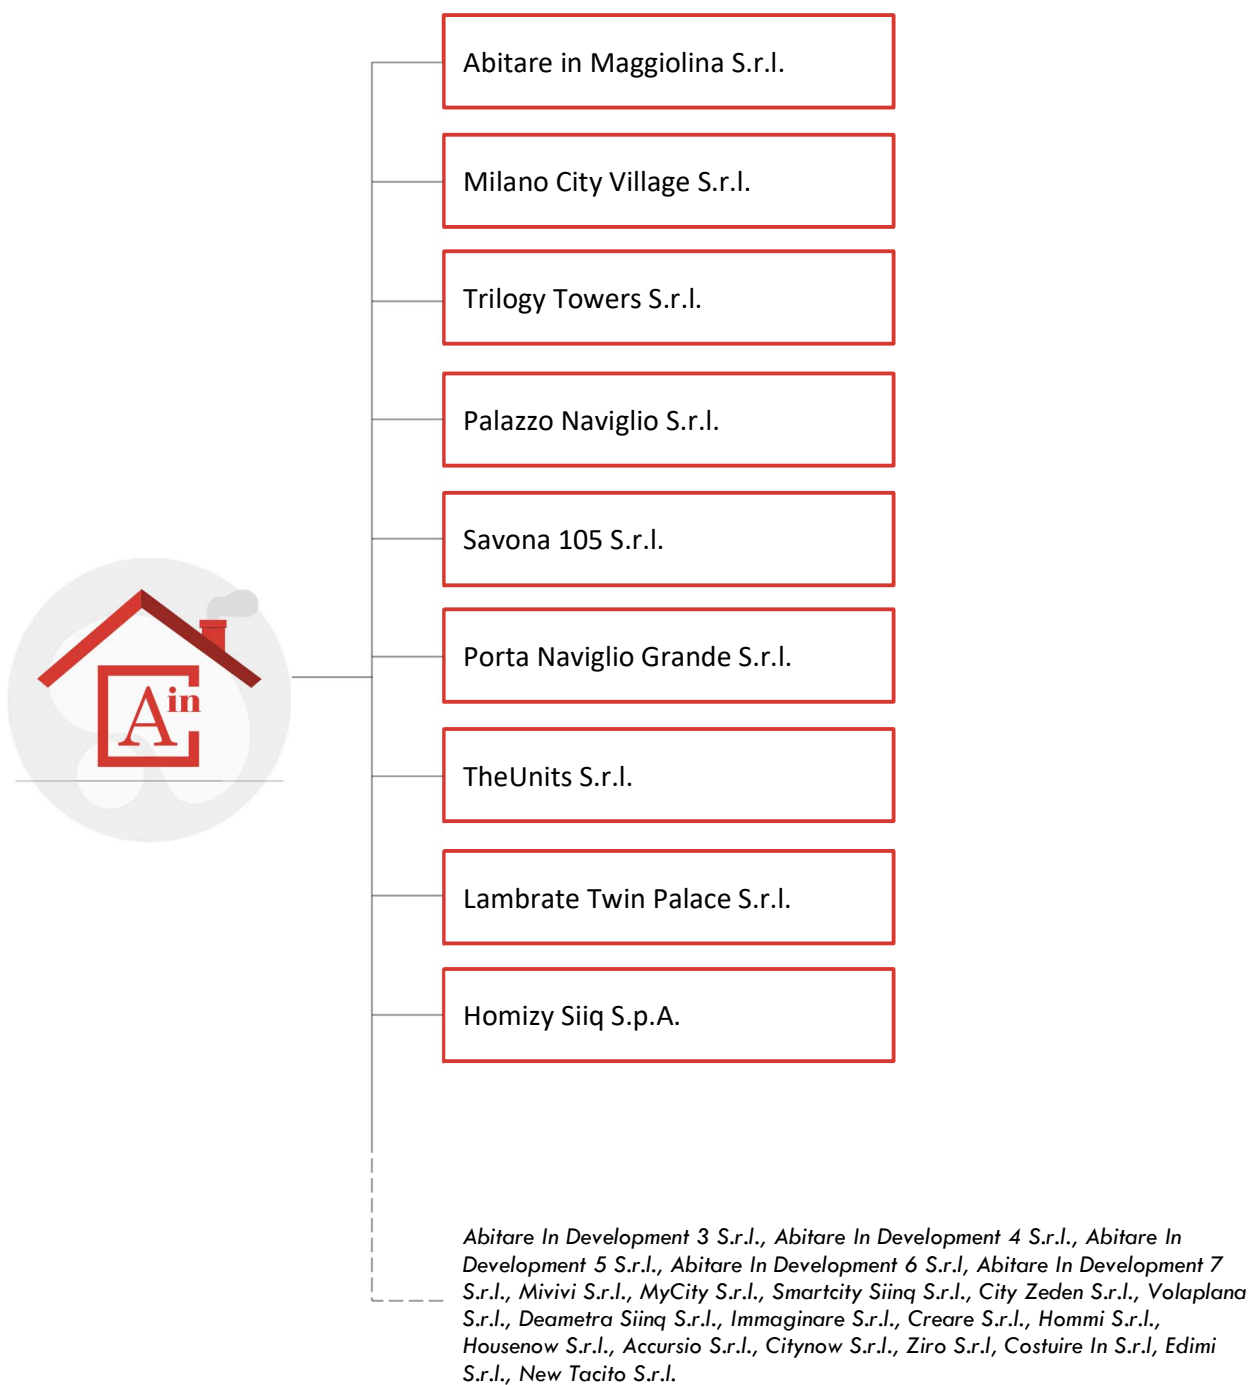 Abitare in Maggiolina S.r.l.
Milano City Village S.r.l.
Trilogy Towers S.r.l.
Palazzo Naviglio S.r.l.
Savona 105 S.r.l.
Ain
Porta Naviglio Grande S.r.l.
TheUnits S.r.l.
Lambrate Twin Palace S.r.l.
Homizy Siiq S.p.A.
Abitare In Development 3 S.r.l., Abitare In Development 4 S.r.l., Abitare In
Development 5 S.r.l., Abitare In Development 6 S.r.l, Abitare In Development 7
S.r.l., Mivivi S.r.l., MyCity S.r.l., Smartcity Siinq S.r.l., City Zeden S.r.l., Volaplana
S.r.l., Deametra Siinq S.r.l., Immaginare S.r.l., Creare S.r.l., Hommi S.r.l.,
Housenow S.r.l., Accursio S.r.l., Citynow S.r.l., Ziro S.r.l, Costuire In S.r.l, Edimi
S.r.l., New Tacito S.r.l.